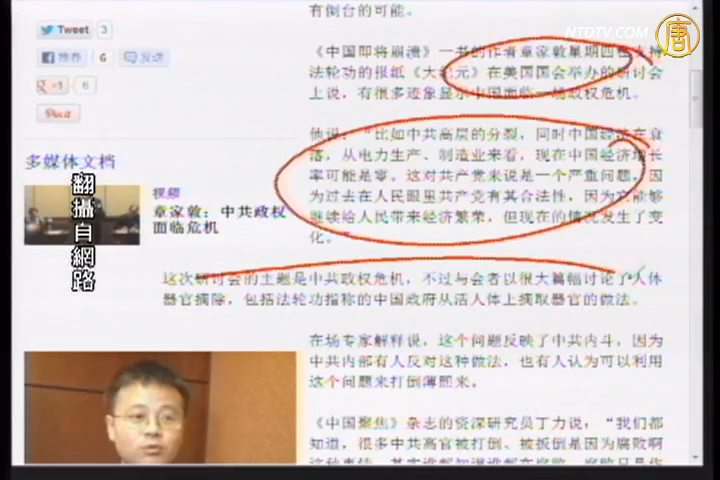 有倒台的可能。
NTDTV.COM
唐
Tweet 3
推荐 6 发送
+1 6
Pin it
《中国即将崩溃》一书的作者章家敦星期四在支持
法轮功的报纸《大纪元》在美国国会举办的研讨会
上说，有很多迹象显示中国面临一场政权危机。
他说："比如中共高层的分裂，同时中国经济在衰
落，从电力生产、制造业来看，现在中国经济增长
率可能是零。这对共产党来说是一个严重问题，因
为过去在人民眼里共产党有其合法性，因为它能够
继续给人民带来经济繁荣，但现在的情况发生了变
化。"
多媒体文档
视频
章家敦：中共政权
面临危机
翻攝自網路
这次研讨会的主题是中共政权危机，不过与会者以很大篇幅讨论了人体
器官摘除，包括法轮功指称的中国政府从活人体上摘取器官的做法。
在场专家解释说，这个问题反映了中共内斗，因为
中共内部有人反对这种做法，也有人认为可以利用
这个问题来打倒薄熙来。
《中国聚焦》杂志的资深研究员丁力说，"我们都
知道，很多中共高官被打倒、被扳倒是因为腐败啊